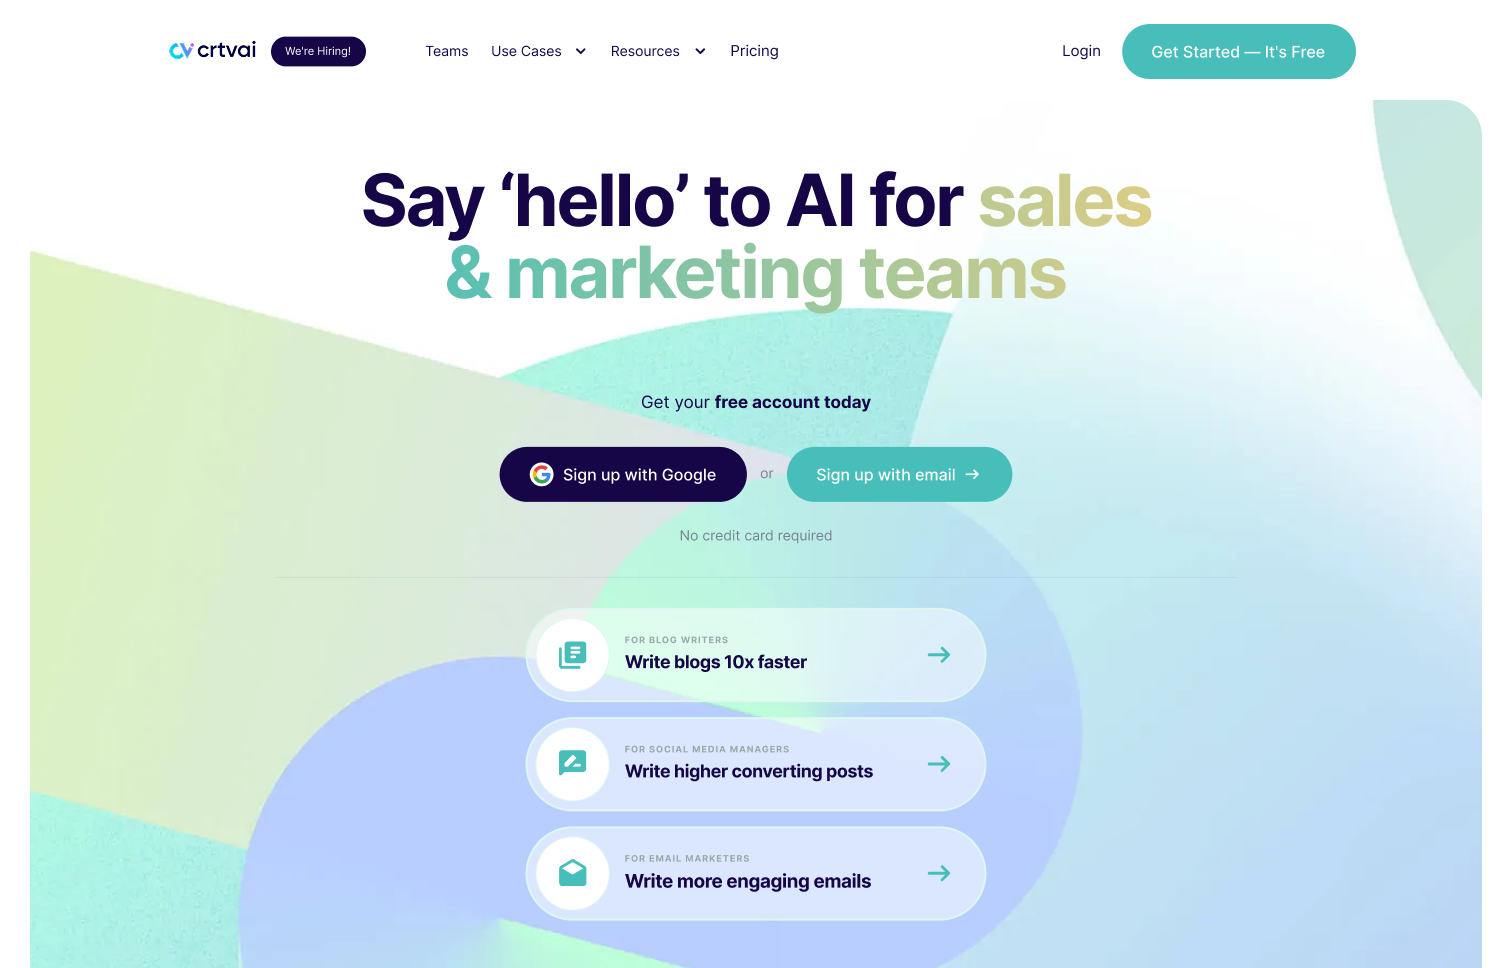 crtvai
We're Hiring!
Teams
Use Cases
Resources
Pricing
Login
Get Started — It's Free
Say ‘hello’ to AI for sales
& marketing teams
Get your free account today
Sign up with Google
or
Sign up with email →
No credit card required
FOR BLOG WRITERS
Write blogs 10x faster
FOR SOCIAL MEDIA MANAGERS
Write higher converting posts
FOR EMAIL MARKETERS
Write more engaging emails